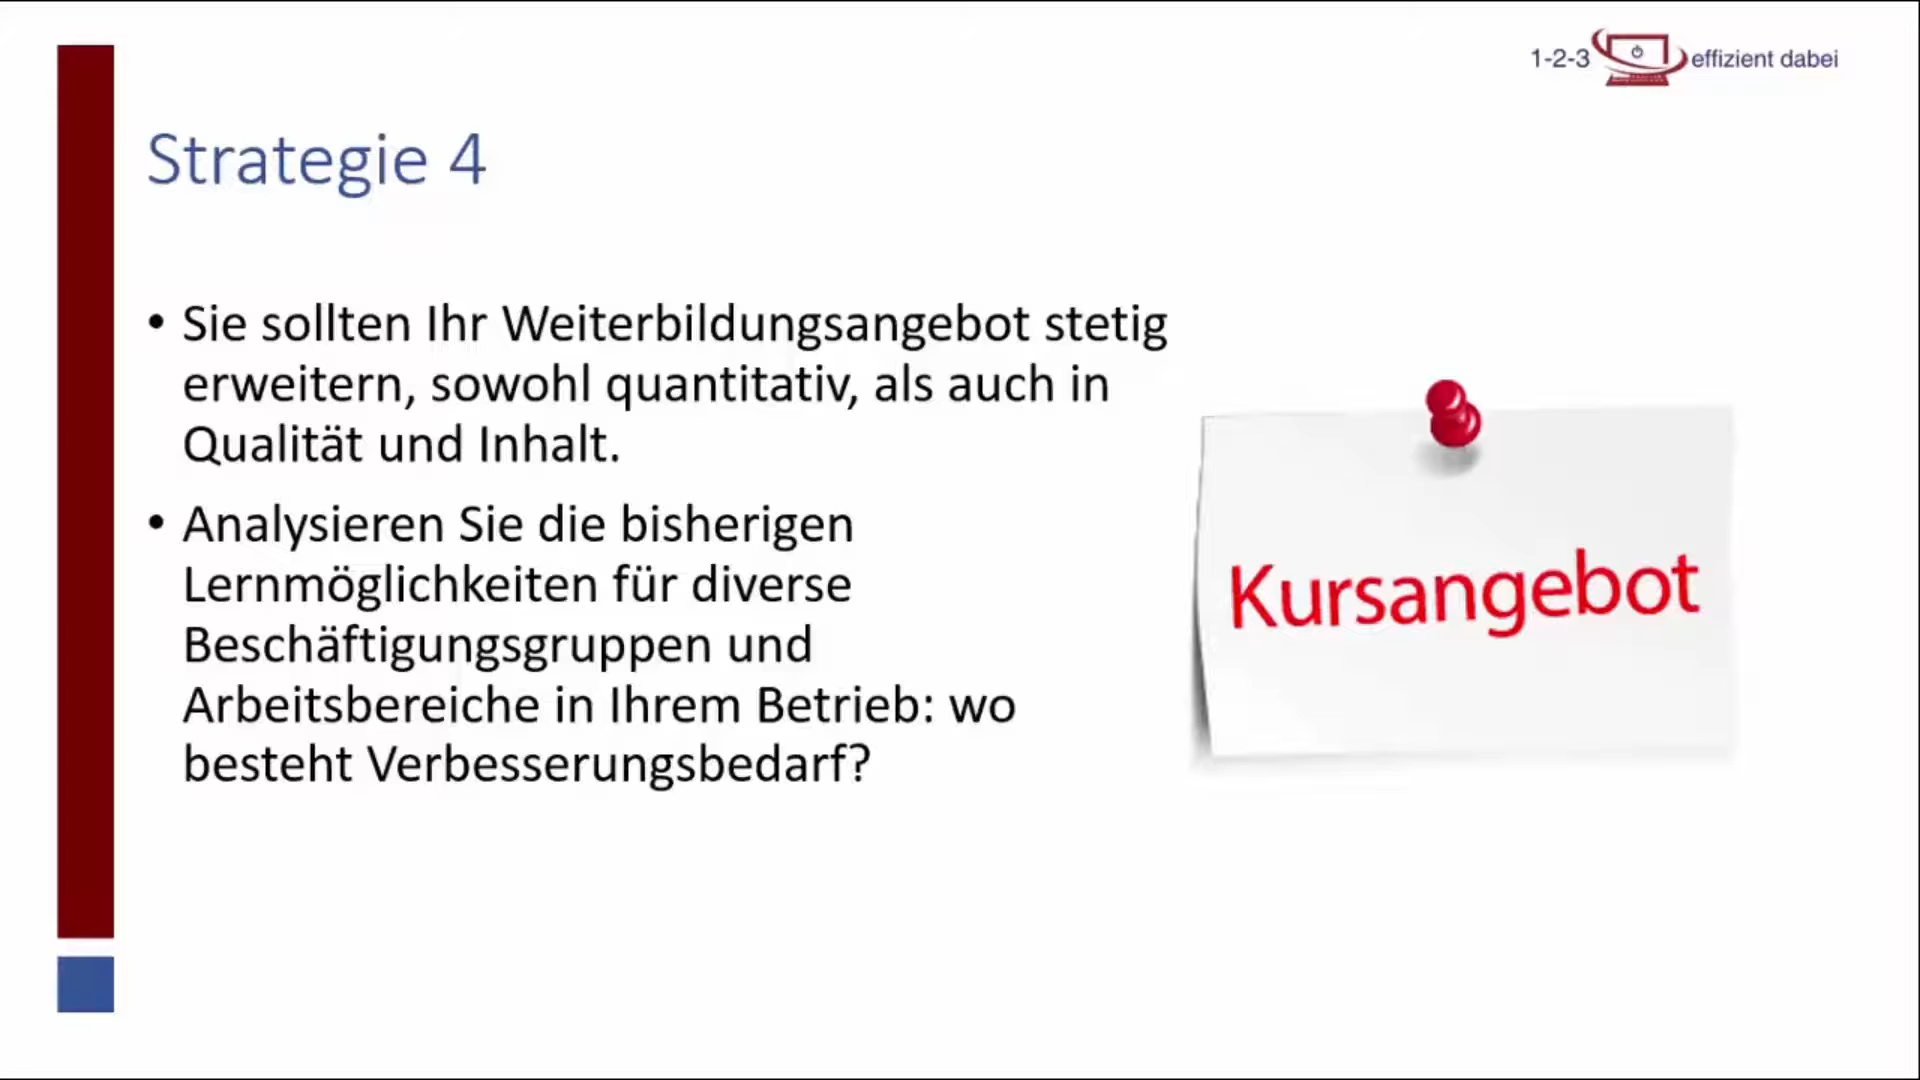 1-2-3 effizient dabei
Strategie 4
• Sie sollten Ihr Weiterbildungsangebot stetig
erweitern, sowohl quantitativ, als auch in
Qualität und Inhalt.
• Analysieren Sie die bisherigen
Lernmöglichkeiten für diverse
Beschäftigungsgruppen und
Arbeitsbereiche in Ihrem Betrieb: wo
besteht Verbesserungsbedarf?
Kursangebot